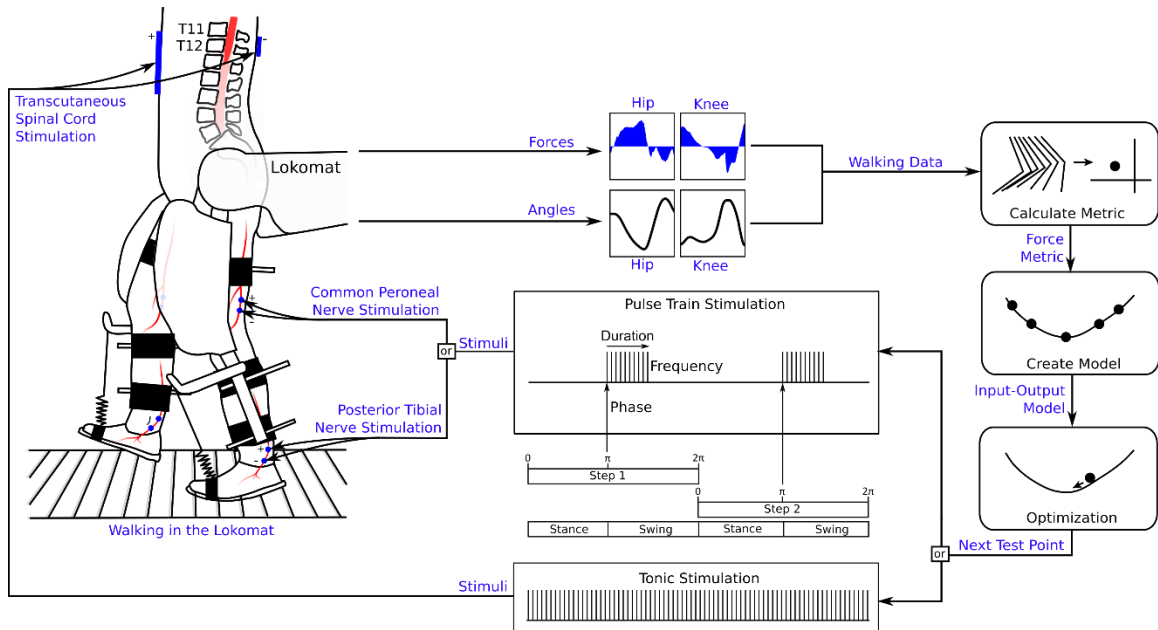 T11
T12
+
-
Transcutaneous
Spinal Cord
Stimulation
Lokomat
Forces
Angles
Hip
Knee
Hip
Knee
Walking Data
Calculate Metric
Force
Metric
Create Model
Input-Output
Model
Optimization
Next Test Point
or
Common Peroneal
Nerve Stimulation
+
-
or
Stimuli
Posterior Tibial
Nerve Stimulation
+
-
Walking in the Lokomat
Pulse Train Stimulation
Duration
Frequency
Phase
0
π
2π
Step 1
0
π
2π
Step 2
Stance
Swing
Stance
Swing
Stimuli
Tonic Stimulation